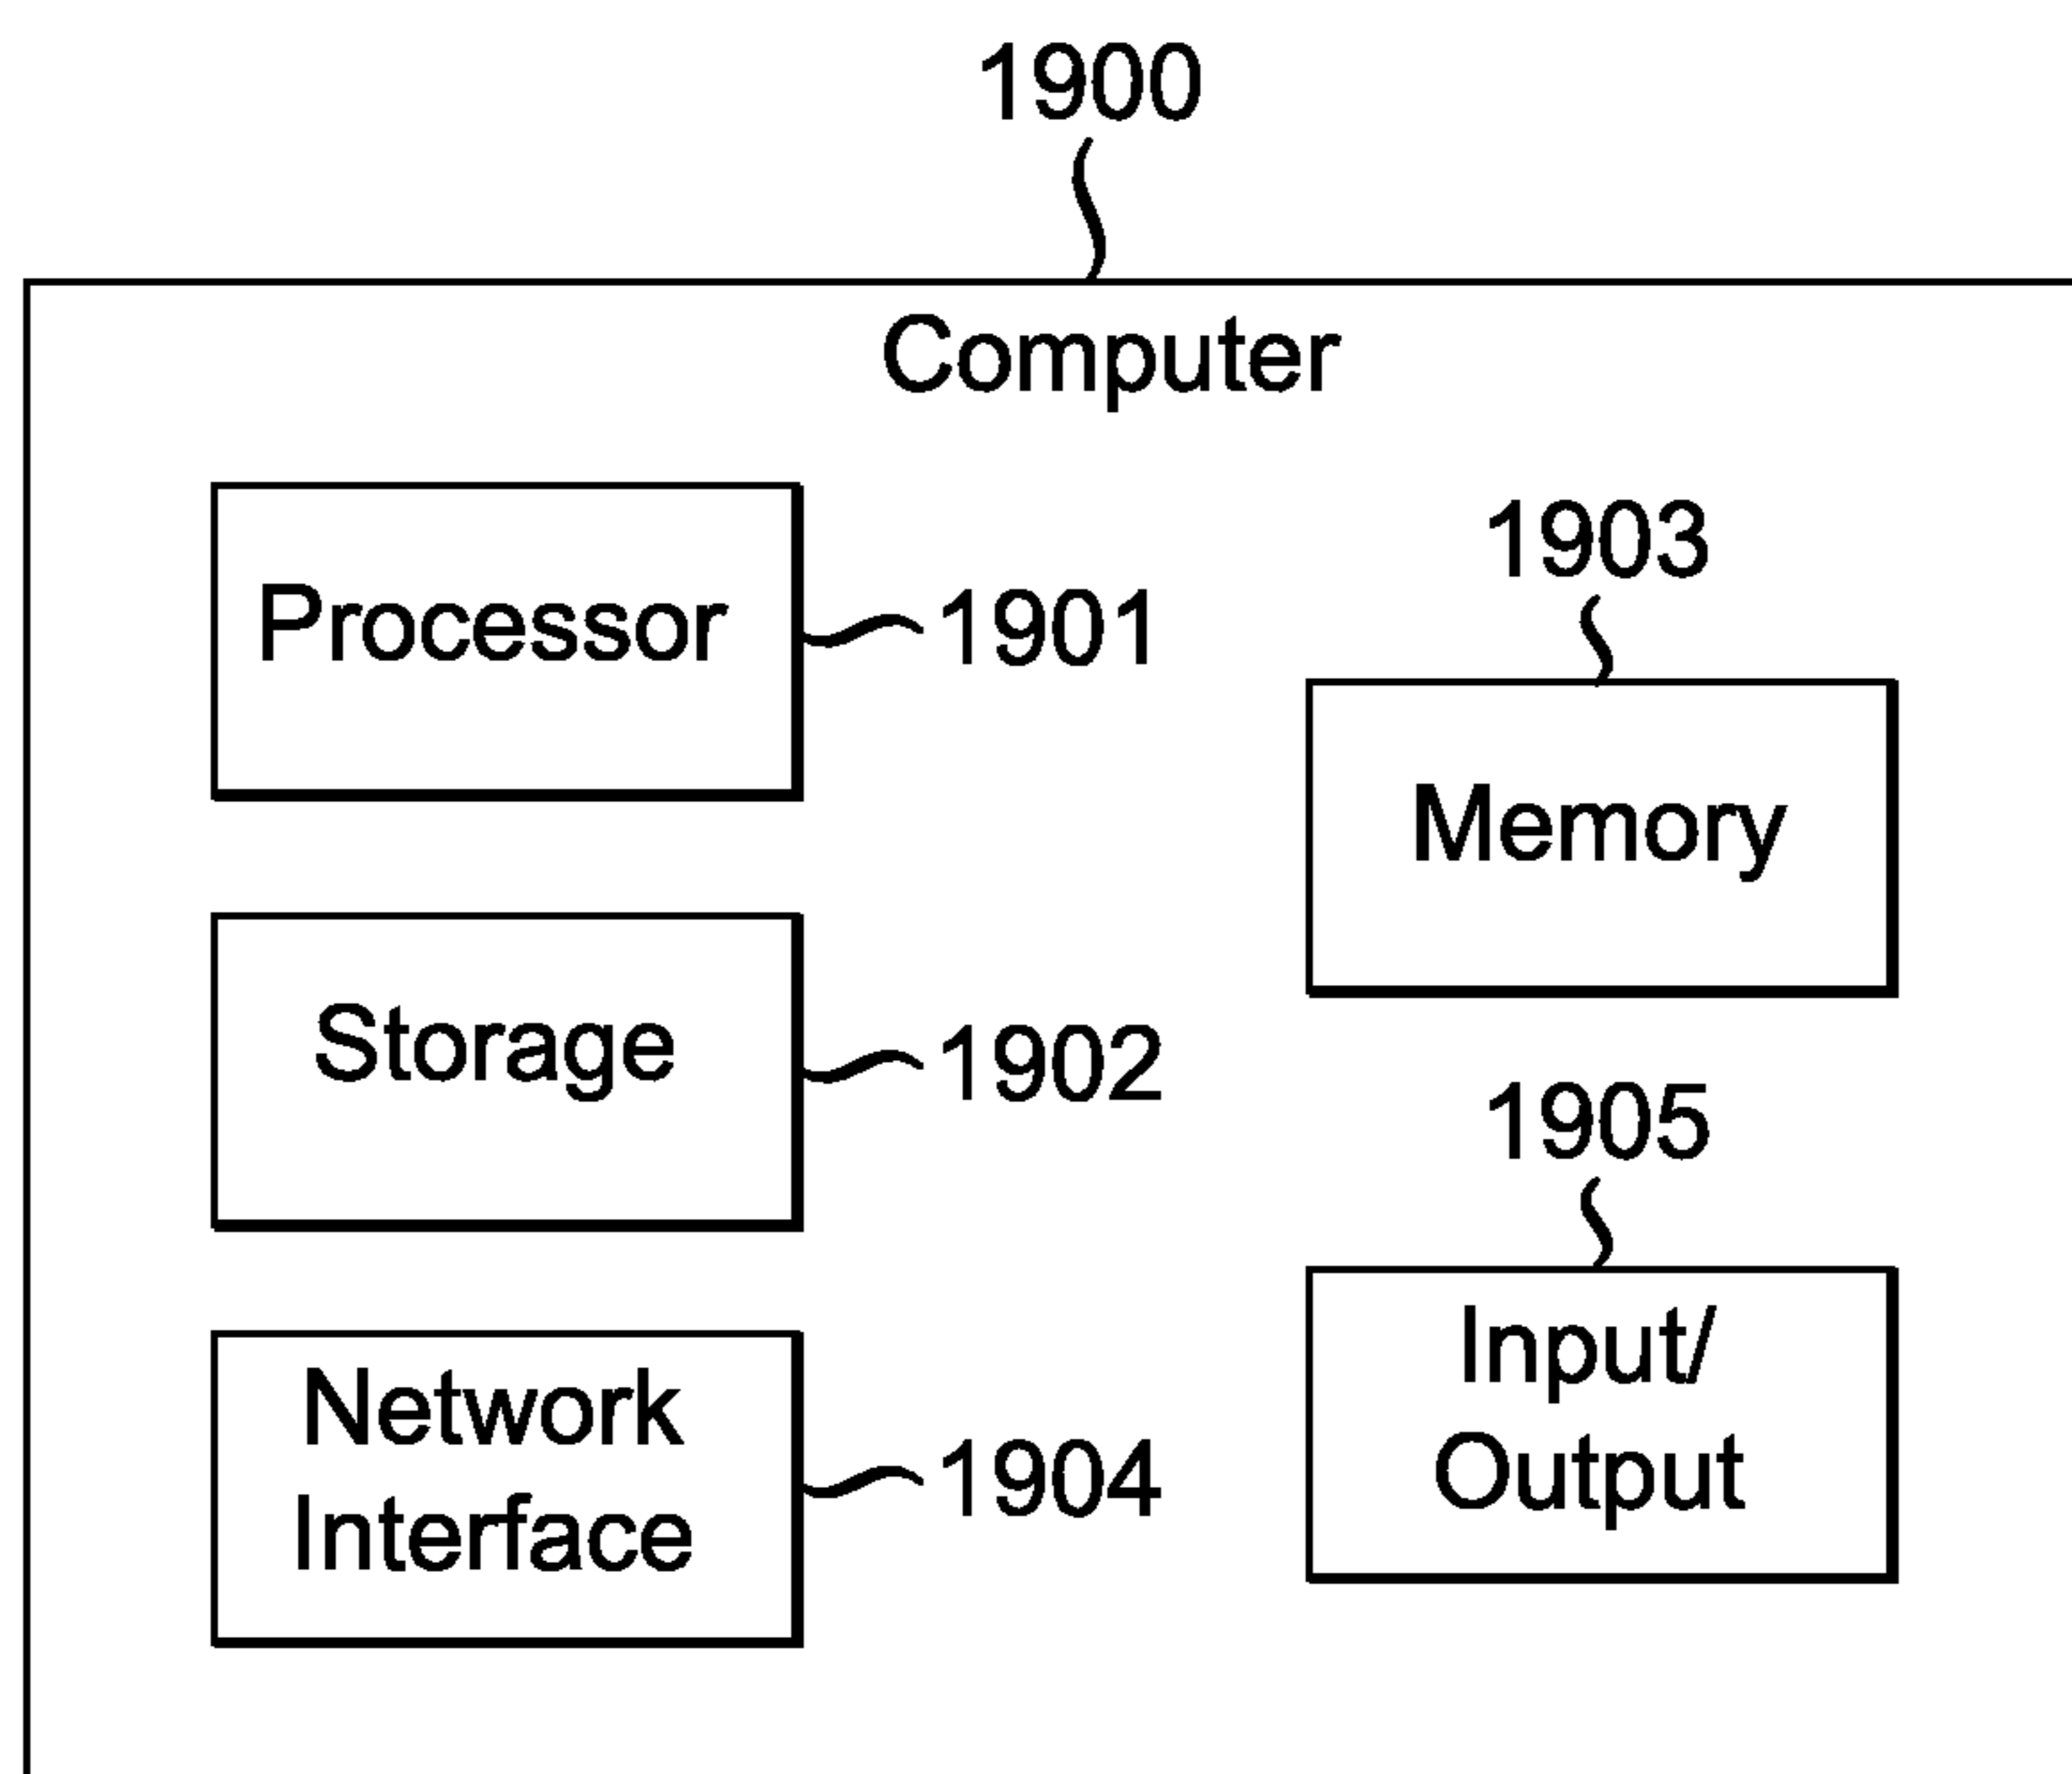 1900
Computer
Processor
1901
1903
Memory
Storage
1902
1905
Network
Interface
1904
Input/
Output